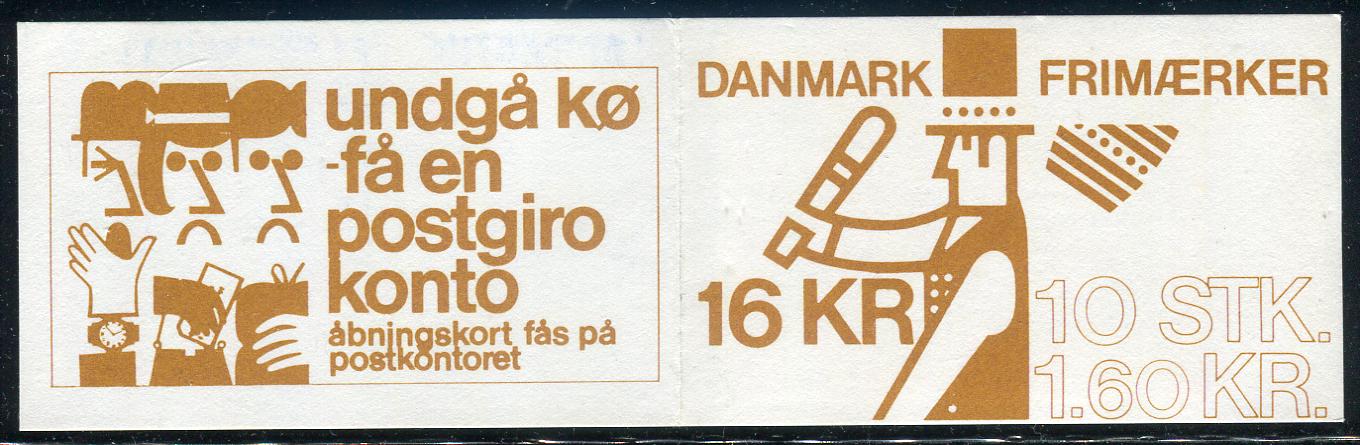 undgå kø
-få en
postgiro
konto
åbningskort fås på
postkontoret
DANMARK FRIMÆRKER
16 KR
10 STK.
1.60 KR.